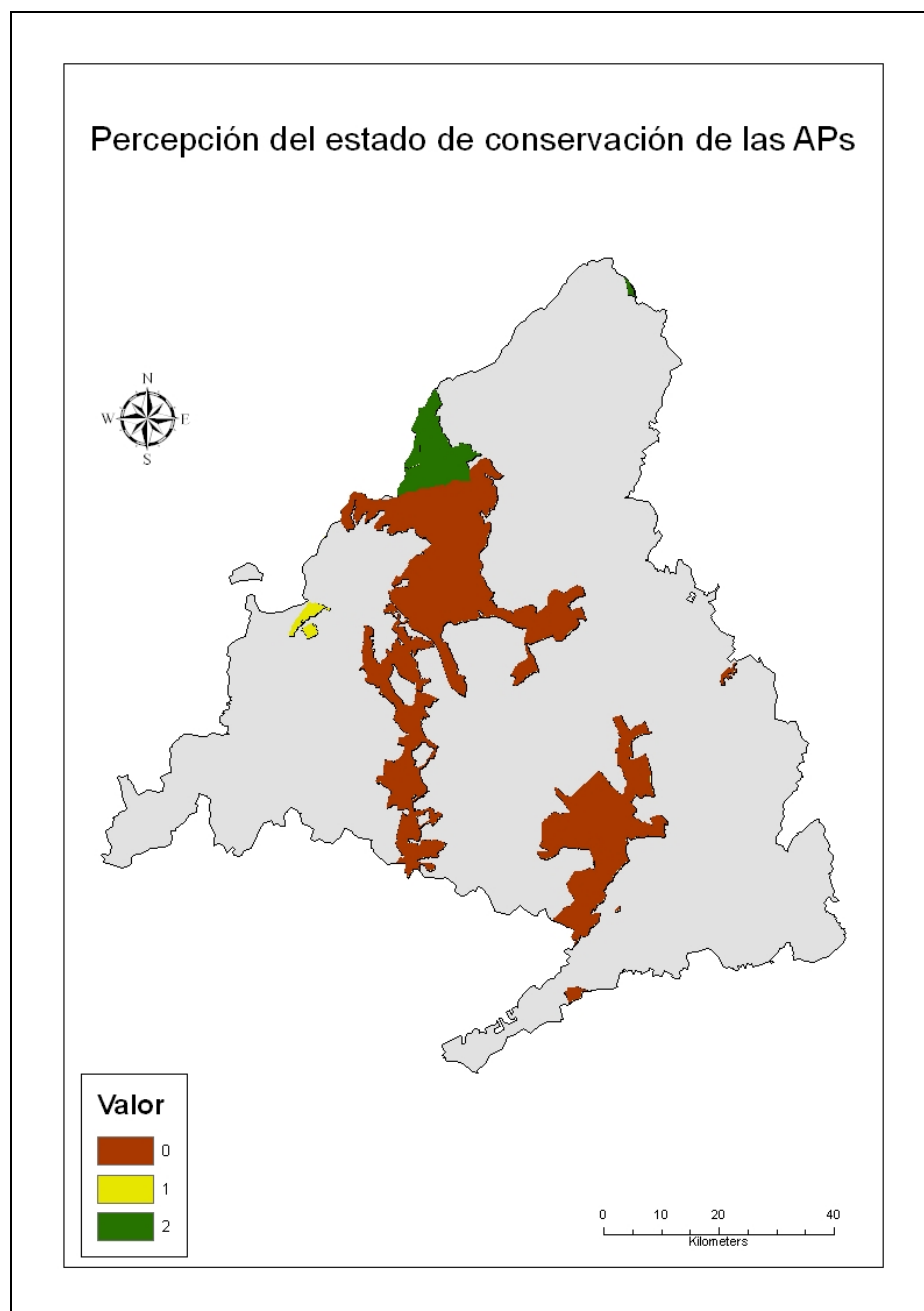 Percepción del estado de conservación de las APs
N
W E
S
Valor
0
1
2
0 10 20 40
Kilometers